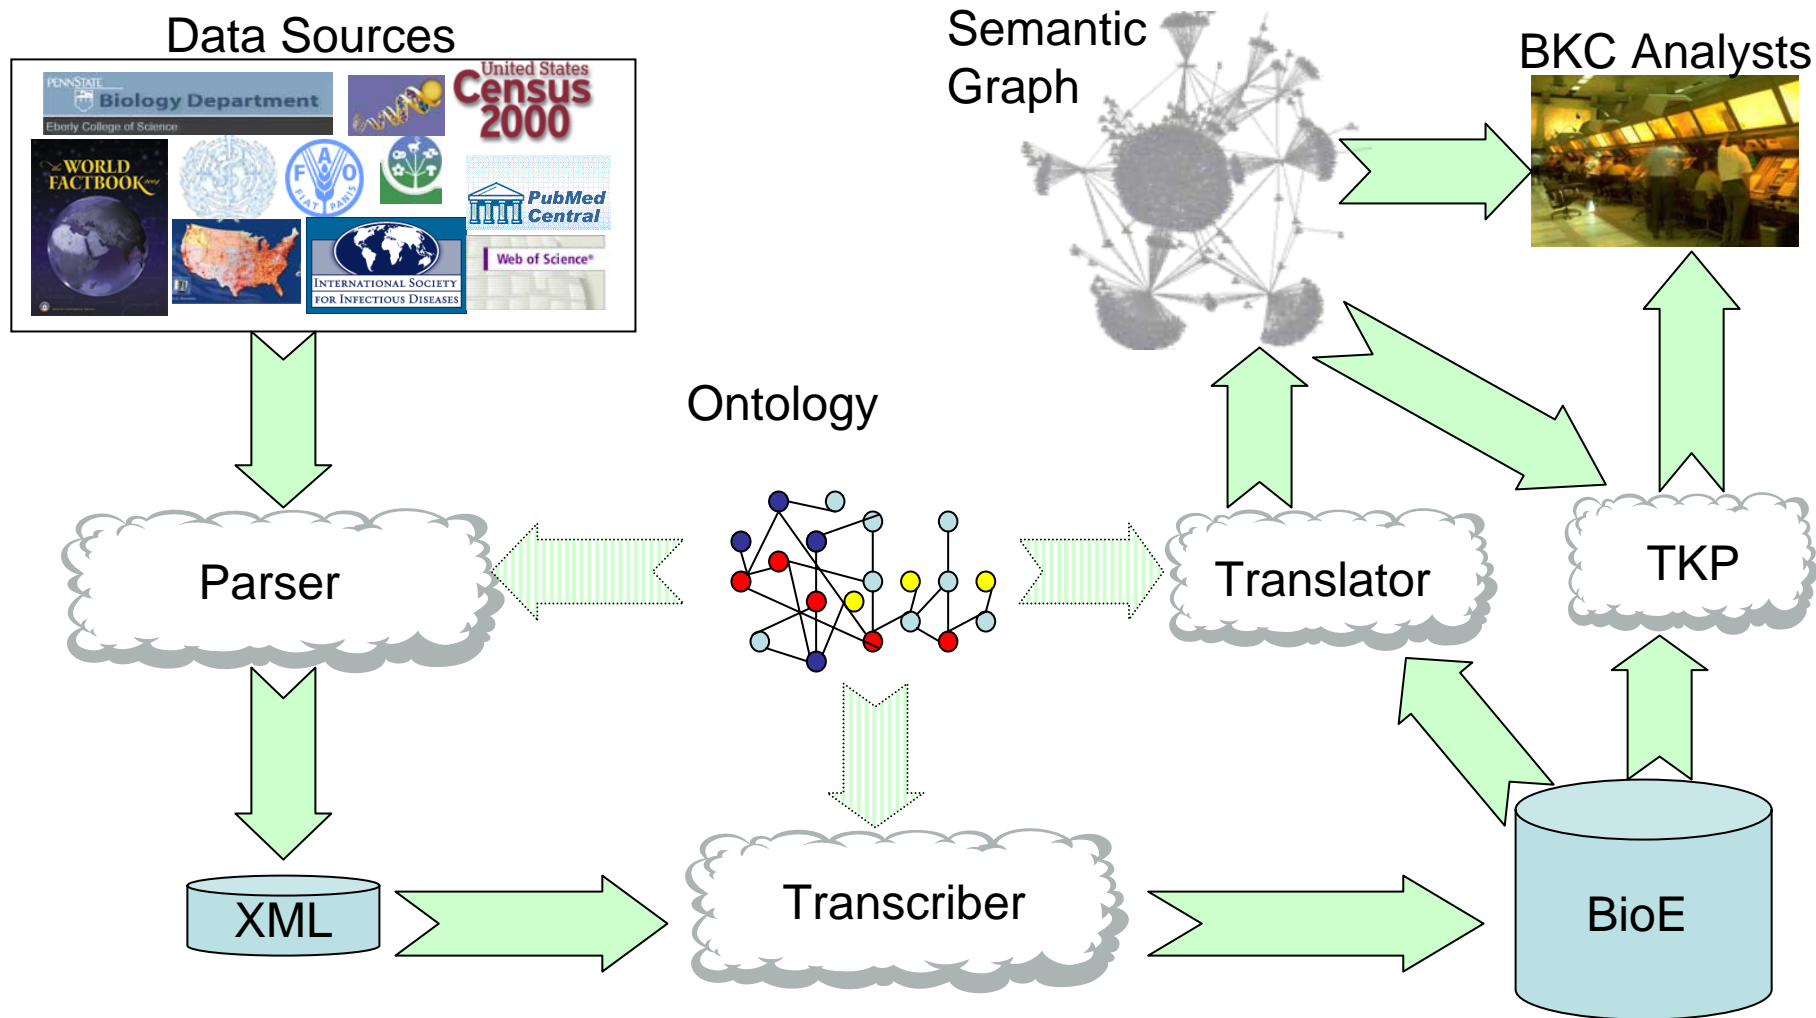 Data Sources
PENNSTATE
Biology Department
Eberly College of Science
United States
Census
2000
The WORLD
FACTBOOK
F A O
FIAT PANIS
PubMed
Central
INTERNATIONAL SOCIETY
FOR INFECTIOUS DISEASES
Web of Science®
Semantic
Graph
BKC Analysts
Ontology
Parser
Translator
TKP
XML
Transcriber
BioE